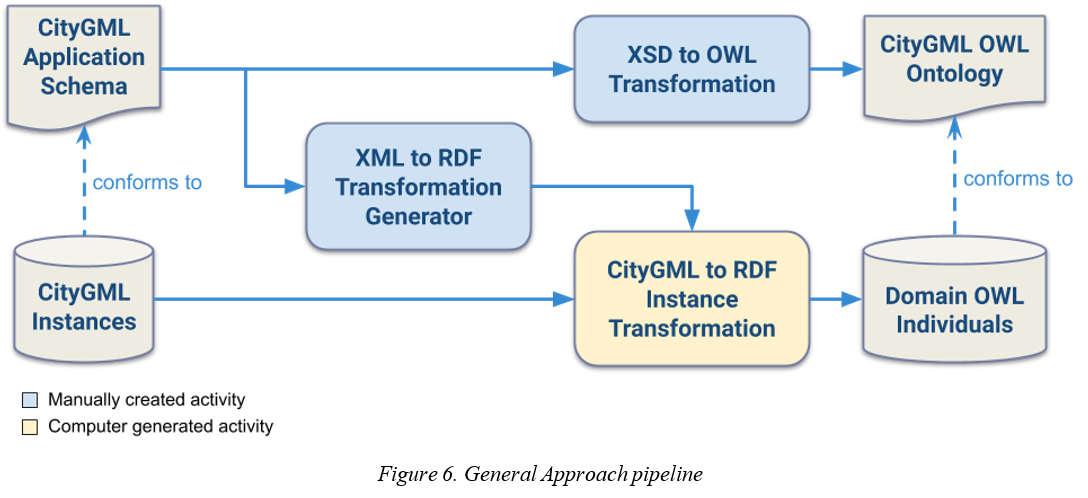 CityGML
Application
Schema
XSD to OWL
Transformation
CityGML OWL
Ontology
XML to RDF
Transformation
Generator
conforms to
conforms to
CityGML
Instances
CityGML to RDF
Instance
Transformation
Domain OWL
Individuals
Manually created activity
Computer generated activity
Figure 6. General Approach pipeline